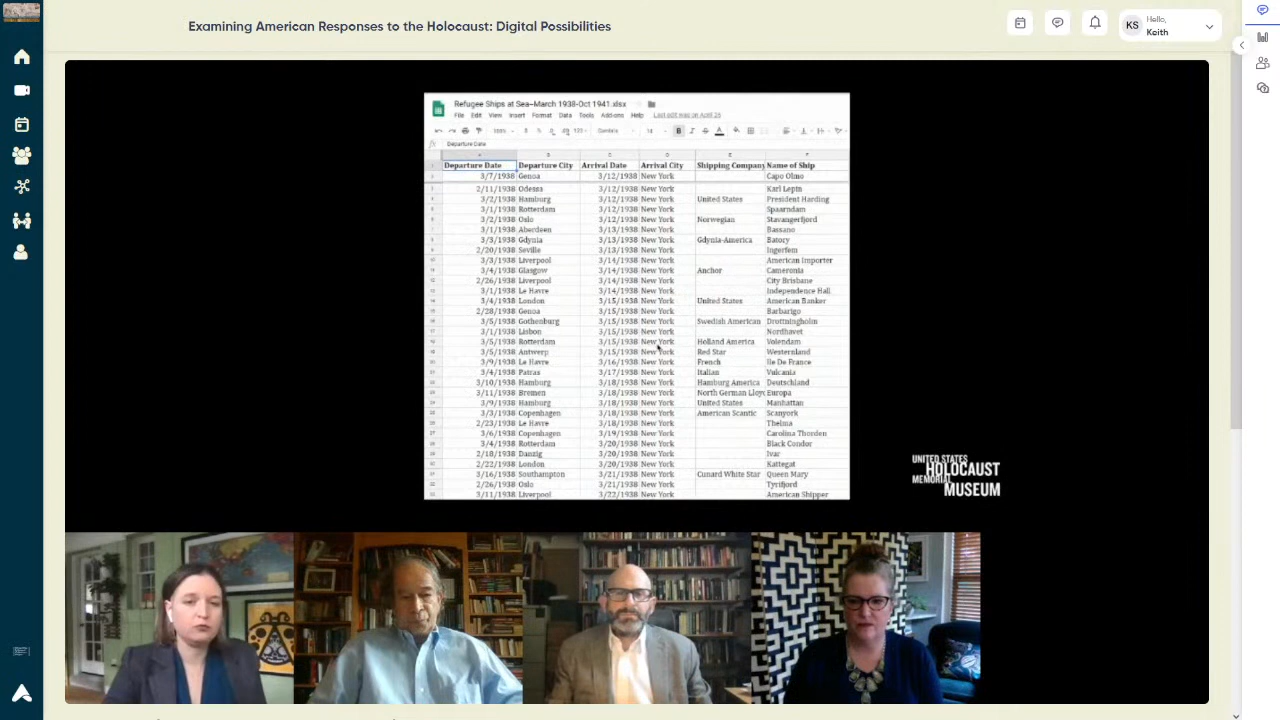 Examining American Responses to the Holocaust: Digital Possibilities
KS
Hello,
Keith
Refugee Ships at Sea—March 1938-Oct 1941.xlsx
File Edit View Insert Format Data Tools Add-ons Help Last edit was on April 26
Departure Date
Departure Date Departure City Arrival Date Arrival City Shipping Company Name of Ship
3/7/1938 Genoa 3/12/1938 New York Capo Olmo
2/11/1938 Odessa 3/12/1938 New York Karl Lepin
3/2/1938 Hamburg 3/12/1938 New York United States President Harding
3/1/1938 Rotterdam 3/12/1938 New York Spaarndam
3/2/1938 Oslo 3/12/1938 New York Norwegian Stavangerfjord
3/1/1938 Aberdeen 3/13/1938 New York Bassano
3/3/1938 Gdynia 3/13/1938 New York Gdynia-America Batory
2/20/1938 Seville 3/13/1938 New York Ingerfem
3/3/1938 Liverpool 3/14/1938 New York American Importer
3/4/1938 Glasgow 3/14/1938 New York Anchor Cameronia
2/26/1938 Liverpool 3/14/1938 New York City Brisbane
3/1/1938 Le Havre 3/14/1938 New York Independence Hall
3/4/1938 London 3/15/1938 New York United States American Banker
2/28/1938 Genoa 3/15/1938 New York Barbarigo
3/5/1938 Gothenburg 3/15/1938 New York Swedish American Drottningholm
3/1/1938 Lisbon 3/15/1938 New York Nordhavet
3/5/1938 Rotterdam 3/15/1938 New York Holland America Volendam
3/5/1938 Antwerp 3/15/1938 New York Red Star Westernland
3/9/1938 Le Havre 3/16/1938 New York French Ile De France
3/4/1938 Patras 3/17/1938 New York Italian Vulcania
3/10/1938 Hamburg 3/18/1938 New York Hamburg America Deutschland
3/11/1938 Bremen 3/18/1938 New York North German Lloyd Europa
3/9/1938 Hamburg 3/18/1938 New York United States Manhattan
3/3/1938 Copenhagen 3/18/1938 New York American Scantic Scanyork
2/23/1938 Le Havre 3/18/1938 New York Thelma
3/6/1938 Copenhagen 3/19/1938 New York Carolina Thorden
3/4/1938 Rotterdam 3/20/1938 New York Black Condor
2/18/1938 Danzig 3/20/1938 New York Ivar
2/22/1938 London 3/20/1938 New York Kattegat
3/16/1938 Southampton 3/21/1938 New York Cunard White Star Queen Mary
2/26/1938 Oslo 3/21/1938 New York Tyrifjord
3/11/1938 Liverpool 3/22/1938 New York American Shipper
UNITED STATES
HOLOCAUST
MEMORIAL
MUSEUM